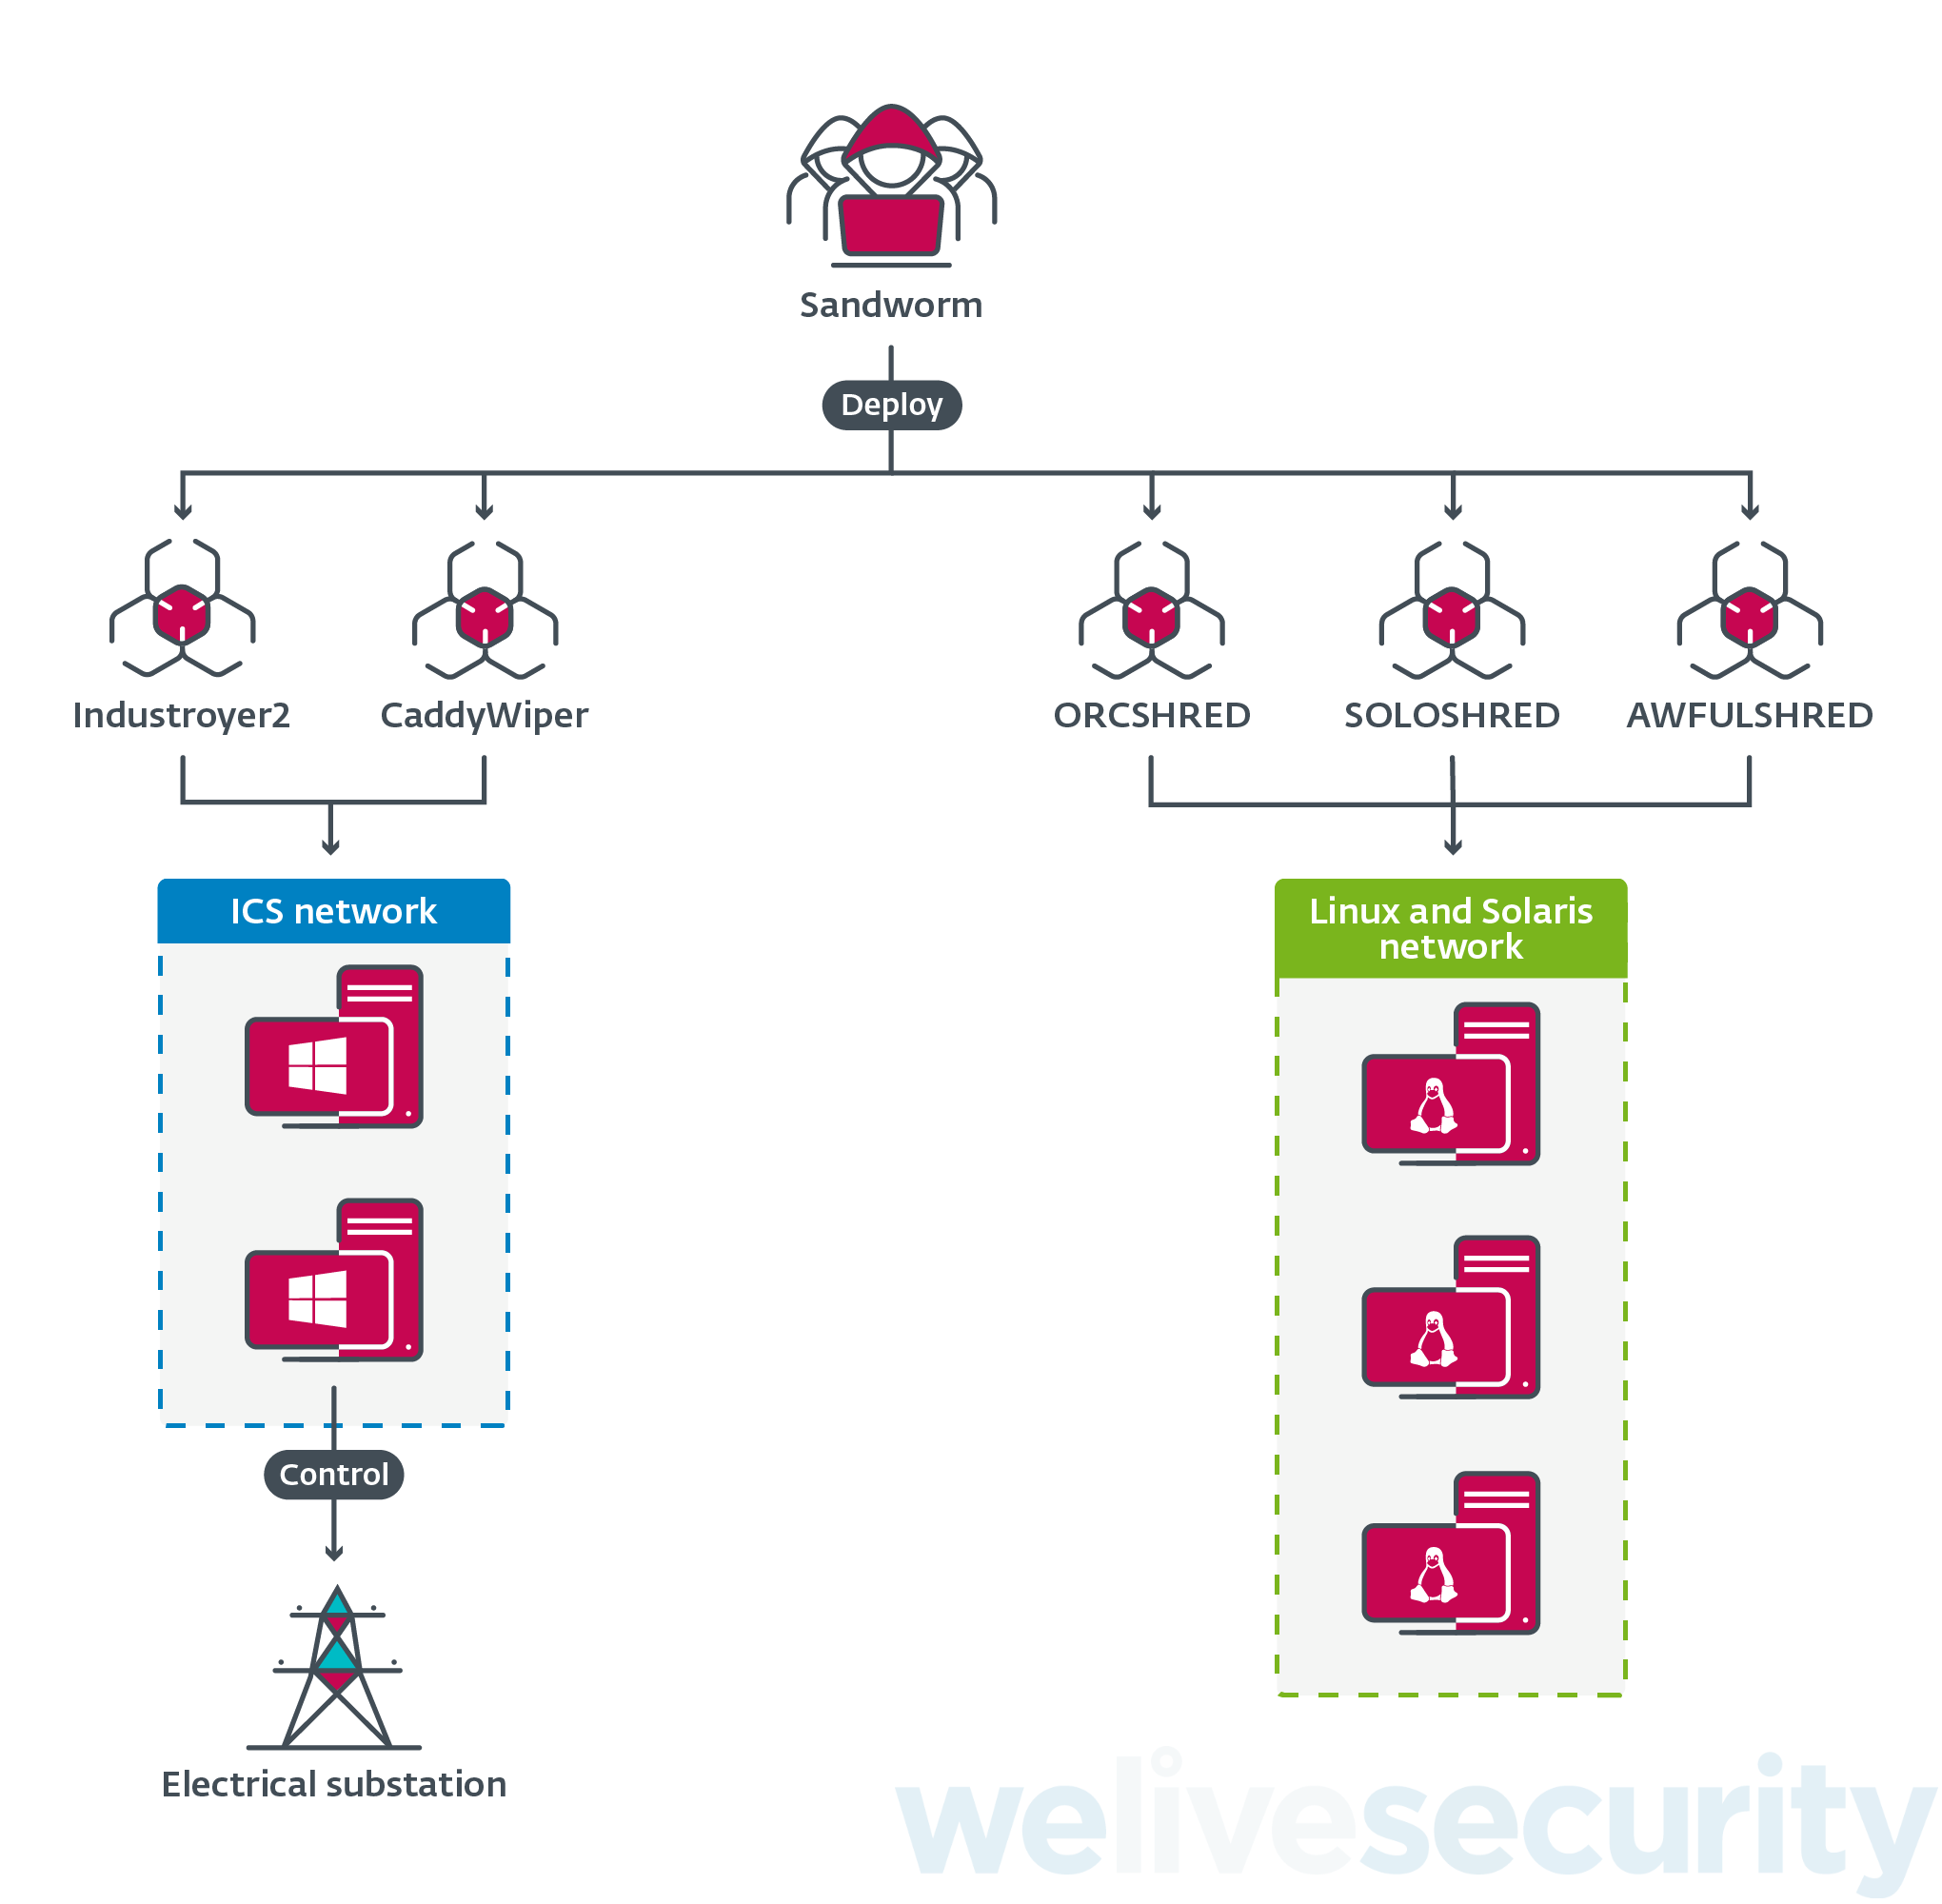 Sandworm
Deploy
Industroyer2
CaddyWiper
ORCSHRED
SOLOSHRED
AWFULSHRED
ICS network
Linux and Solaris
network
Control
Electrical substation
welivesecurity